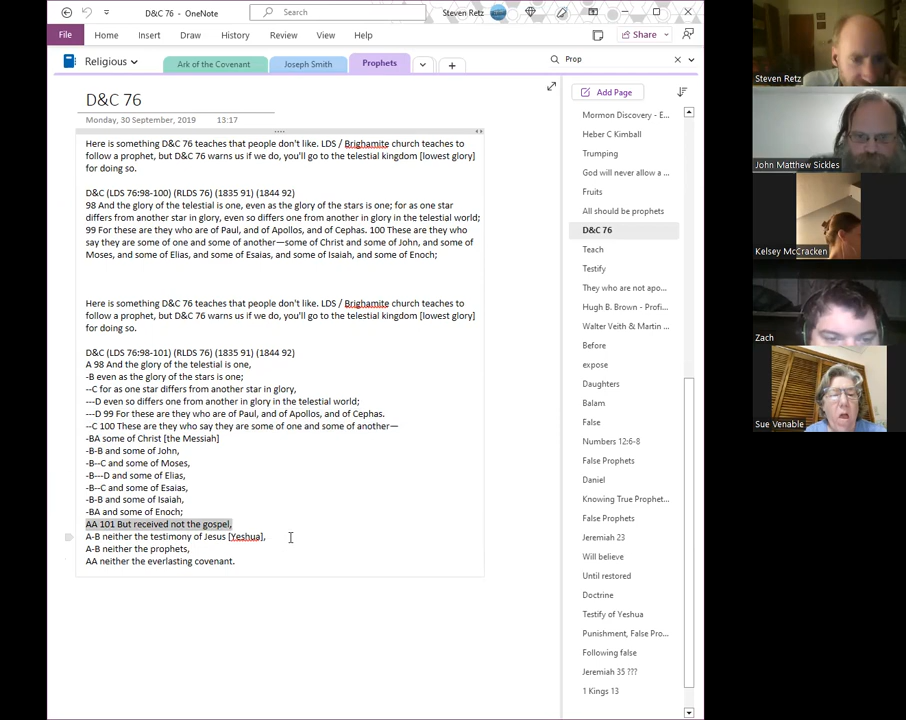 D&C 76 - OneNote
Search
Steven Retz
File
Home
Insert
Draw
History
Review
View
Help
Share
Religious
Ark of the Covenant
Joseph Smith
Prophets
Prop
D&C 76
Monday, 30 September, 2019 13:17
Here is something D&C 76 teaches that people don't like. LDS / Brighamite church teaches to
follow a prophet, but D&C 76 warns us if we do, you'll go to the telestial kingdom [lowest glory]
for doing so.
D&C (LDS 76:98-100) (RLDS 76) (1835 91) (1844 92)
98 And the glory of the telestial is one, even as the glory of the stars is one; for as one star
differs from another star in glory, even so differs one from another in glory in the telestial world;
99 For these are they who are of Paul, and of Apollos, and of Cephas. 100 These are they who
say they are some of one and some of another—some of Christ and some of John, and some of
Moses, and some of Elias, and some of Esaias, and some of Isaiah, and some of Enoch;
Here is something D&C 76 teaches that people don't like. LDS / Brighamite church teaches to
follow a prophet, but D&C 76 warns us if we do, you'll go to the telestial kingdom [lowest glory]
for doing so.
D&C (LDS 76:98-101) (RLDS 76) (1835 91) (1844 92)
A 98 And the glory of the telestial is one,
-B even as the glory of the stars is one;
--C for as one star differs from another star in glory,
---D even so differs one from another in glory in the telestial world;
---D 99 For these are they who are of Paul, and of Apollos, and of Cephas.
--C 100 These are they who say they are some of one and some of another—
-BA some of Christ [the Messiah]
-B-B and some of John,
-B--C and some of Moses,
-B---D and some of Elias,
-B--C and some of Esaias,
-B-B and some of Isaiah,
-BA and some of Enoch;
AA 101 But received not the gospel,
A-B neither the testimony of Jesus [Yeshua],
A-B neither the prophets,
AA neither the everlasting covenant.
Add Page
Mormon Discovery - E...
Heber C Kimball
Trumping
God will never allow a ...
Fruits
All should be prophets
D&C 76
Teach
Testify
They who are not apo...
Hugh B. Brown - Profi...
Walter Veith & Martin ...
Before
expose
Daughters
Balam
False
Numbers 12:6-8
False Prophets
Daniel
Knowing True Prophet...
False Prophets
Jeremiah 23
Will believe
Until restored
Doctrine
Testify of Yeshua
Punishment, False Pro...
Following false
Jeremiah 35 ???
1 Kings 13
Steven Retz
John Matthew Sickles
Kelsey McCracken
Zach
Sue Venable